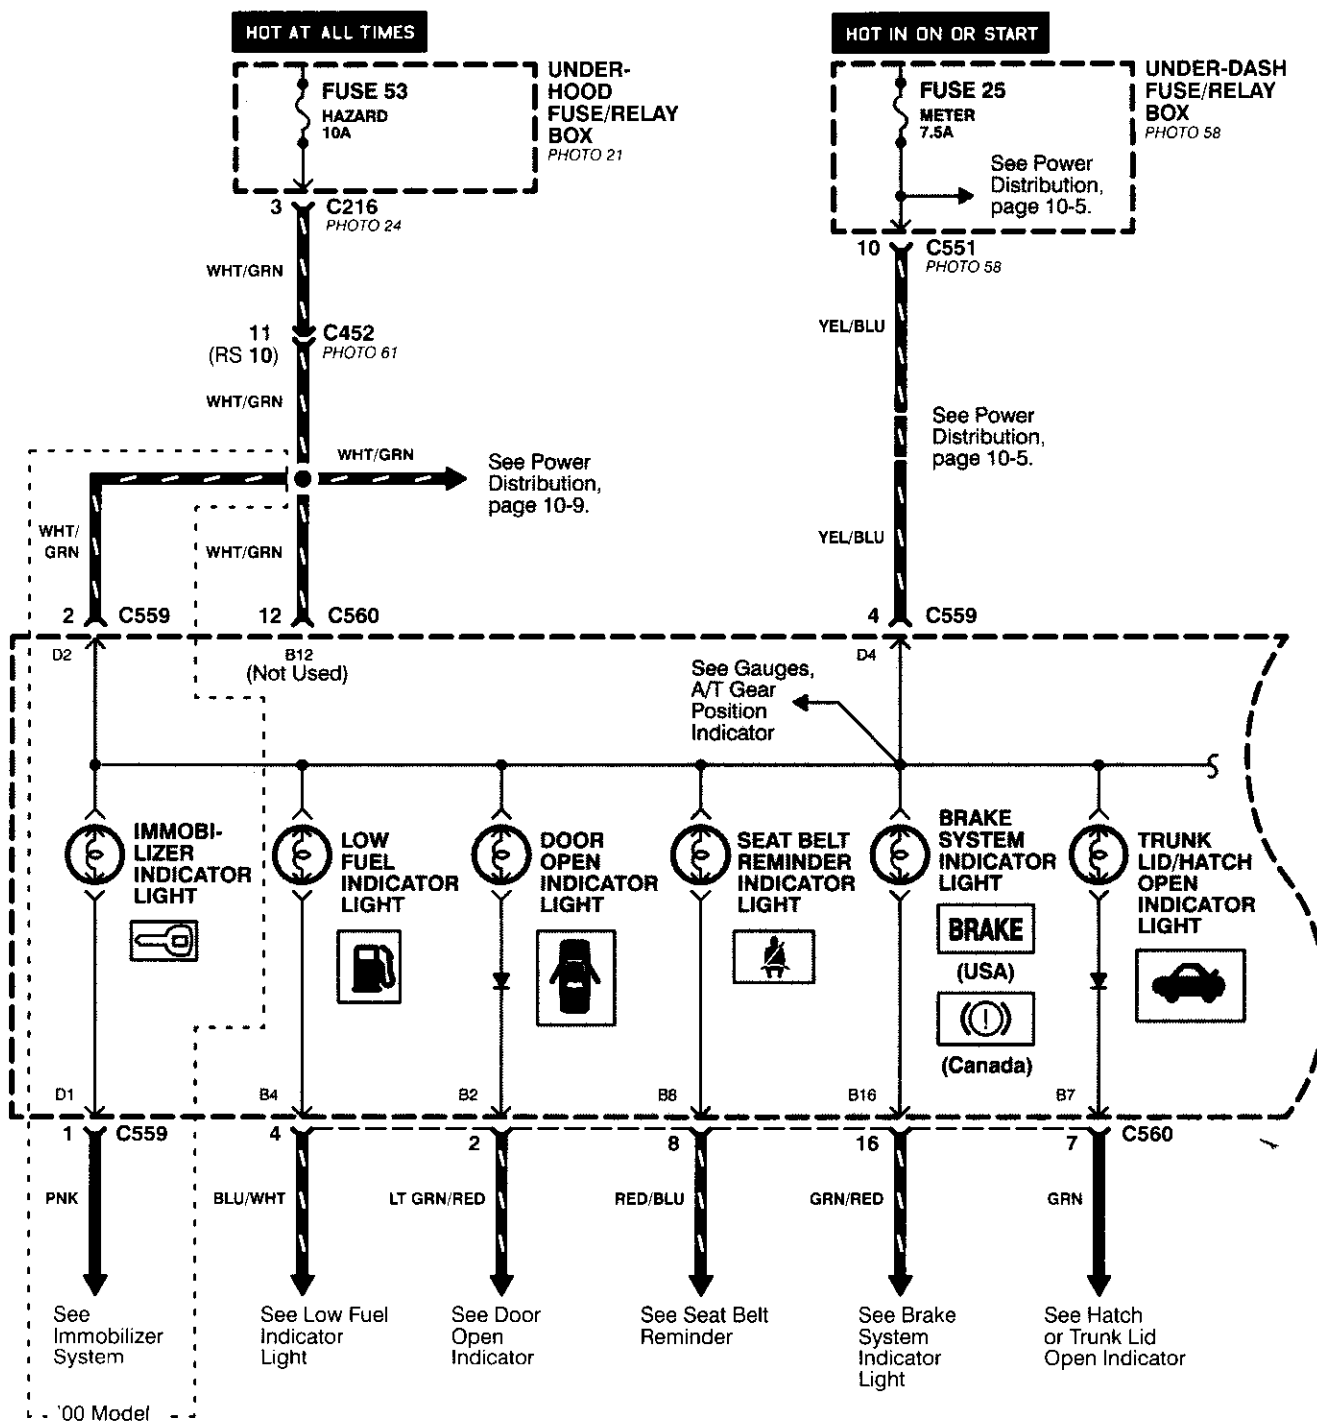 HOT AT ALL TIMES
HOT IN ON OR START
FUSE 53
HAZARD
10A
UNDER-
HOOD
FUSE/RELAY
BOX
PHOTO 21
FUSE 25
METER
7.5A
UNDER-DASH
FUSE/RELAY
BOX
PHOTO 58
See Power
Distribution,
page 10-5.
3
C216
PHOTO 24
10
C551
PHOTO 58
WHT/GRN
11
(RS 10)
C452
PHOTO 61
YEL/BLU
WHT/GRN
See Power
Distribution,
page 10-5.
WHT/GRN
See Power
Distribution,
page 10-9.
WHT/
GRN
WHT/GRN
YEL/BLU
2
C559
12
C560
4
C559
D2
B12
(Not Used)
D4
See Gauges,
A/T Gear
Position
Indicator
IMMOBI-
LIZER
INDICATOR
LIGHT
LOW
FUEL
INDICATOR
LIGHT
DOOR
OPEN
INDICATOR
LIGHT
SEAT BELT
REMINDER
INDICATOR
LIGHT
BRAKE
SYSTEM
INDICATOR
LIGHT
BRAKE
(USA)
(Canada)
TRUNK
LID/HATCH
OPEN
INDICATOR
LIGHT
D1
B4
B2
B8
B16
B7
1
C559
4
2
8
16
7
C560
PNK
BLU/WHT
LT GRN/RED
RED/BLU
GRN/RED
GRN
See
Immobilizer
System
See Low Fuel
Indicator
Light
See Door
Open
Indicator
See Seat Belt
Reminder
See Brake
System
Indicator
Light
See Hatch
or Trunk Lid
Open Indicator
'00 Model